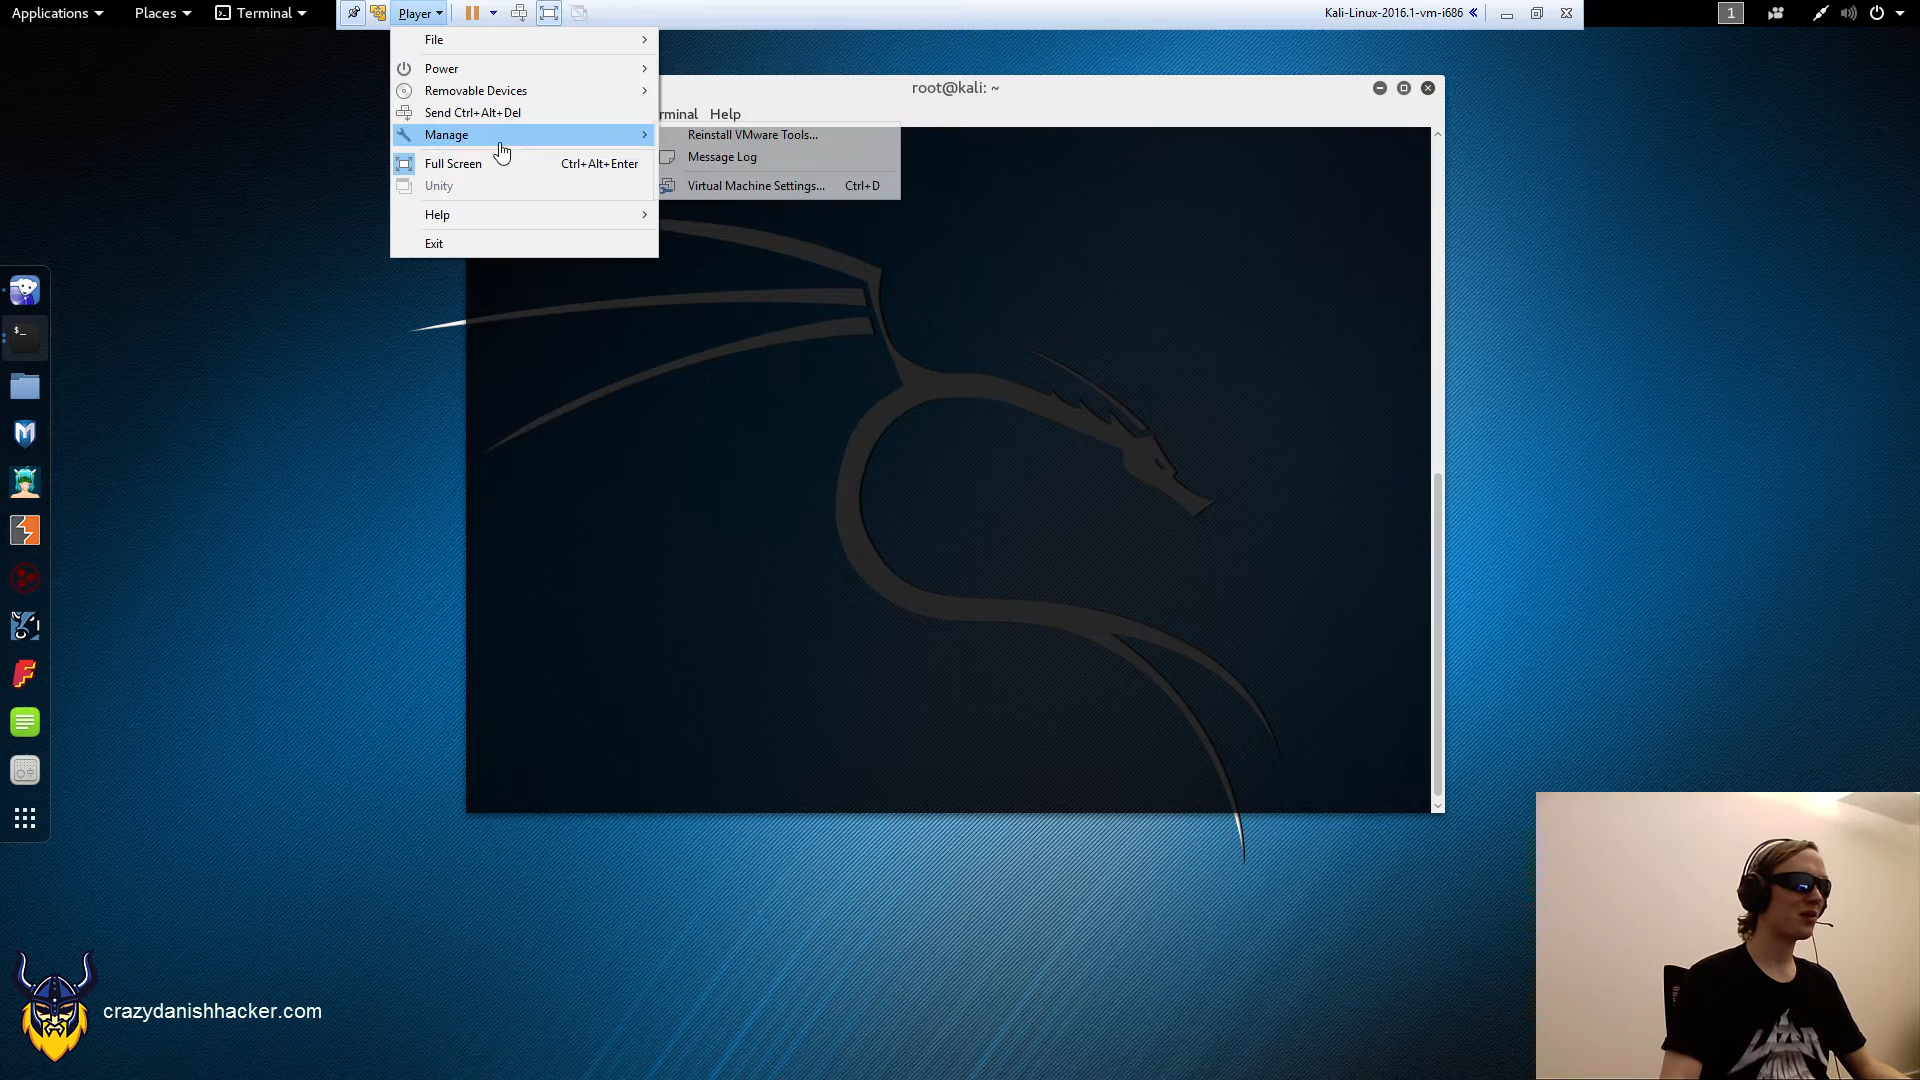 Applications Places Terminal Player Kali-Linux-2016.1-vm-i686 1
File
Power
Removable Devices
Send Ctrl+Alt+Del
Manage
Full Screen Ctrl+Alt+Enter
Unity
Help
Exit
root@kali: ~
rminal Help
Reinstall VMware Tools...
Message Log
Virtual Machine Settings... Ctrl+D
$_
crazydanishhacker.com